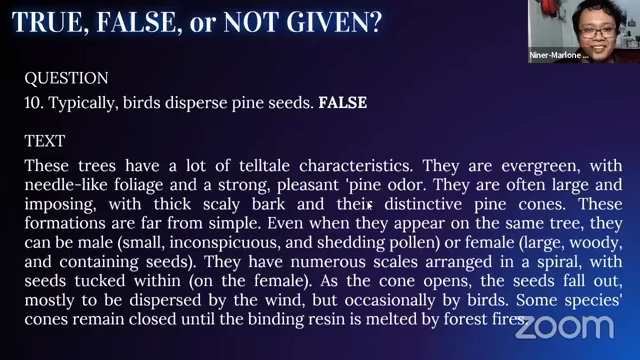 TRUE, FALSE, or NOT GIVEN?
Niner-Marlone ...
QUESTION
10. Typically, birds disperse pine seeds. FALSE
TEXT
These trees have a lot of telltale characteristics. They are evergreen, with
needle-like foliage and a strong, pleasant 'pine odor. They are often large and
imposing, with thick scaly bark and their distinctive pine cones. These
formations are far from simple. Even when they appear on the same tree, they
can be male (small, inconspicuous, and shedding pollen) or female (large, woody,
and containing seeds). They have numerous scales arranged in a spiral, with
seeds tucked within (on the female). As the cone opens, the seeds fall out,
mostly to be dispersed by the wind, but occasionally by birds. Some species'
cones remain closed until the binding resin is melted by forest fires.
zoom